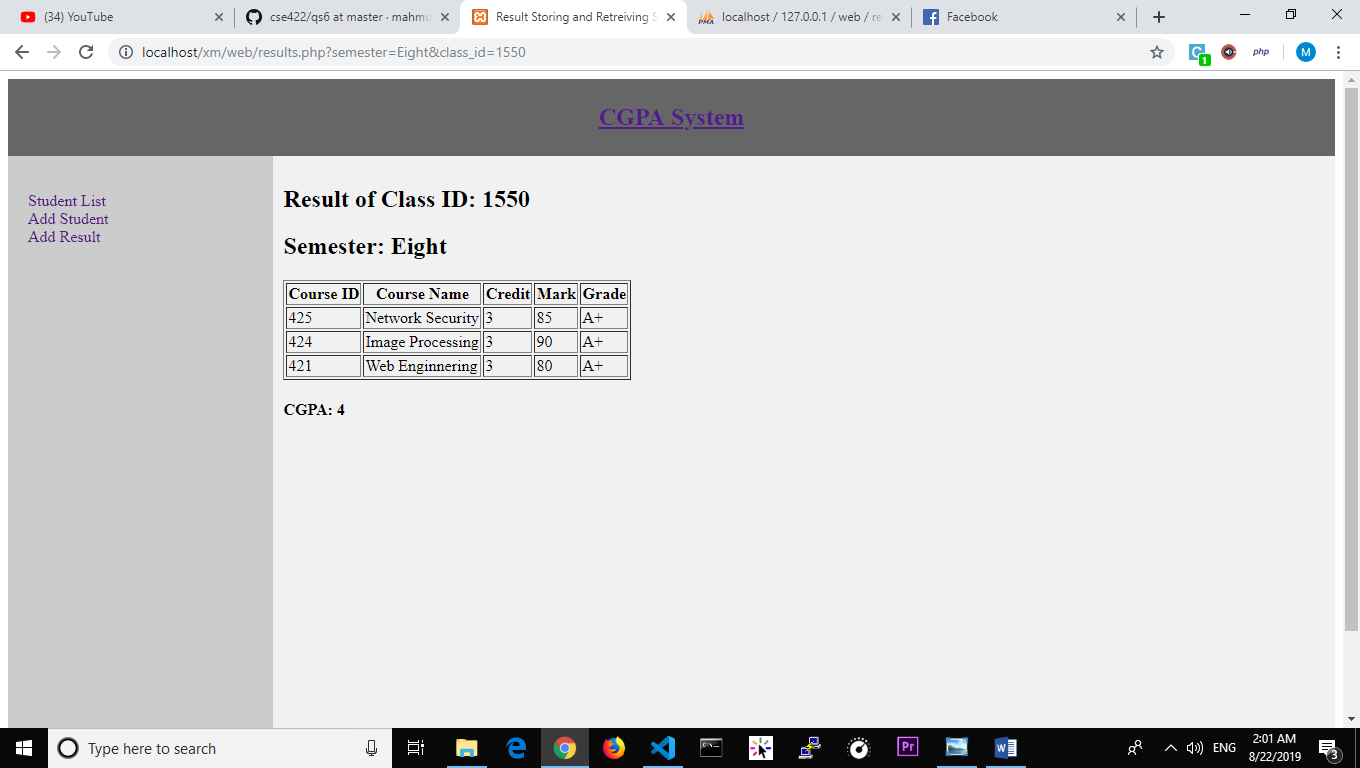 (34) YouTube
cse422/qs6 at master · mahmu
Result Storing and Retreiving S
localhost / 127.0.0.1 / web / re
Facebook
localhost/xm/web/results.php?semester=Eight&class_id=1550
1
php
M
CGPA System
Student List
Add Student
Add Result
Result of Class ID: 1550
Semester: Eight
Course ID Course Name Credit Mark Grade
425 Network Security 3 85 A+
424 Image Processing 3 90 A+
421 Web Enginnering 3 80 A+
CGPA: 4
Type here to search
Pr
ENG
2:01 AM
8/22/2019
3